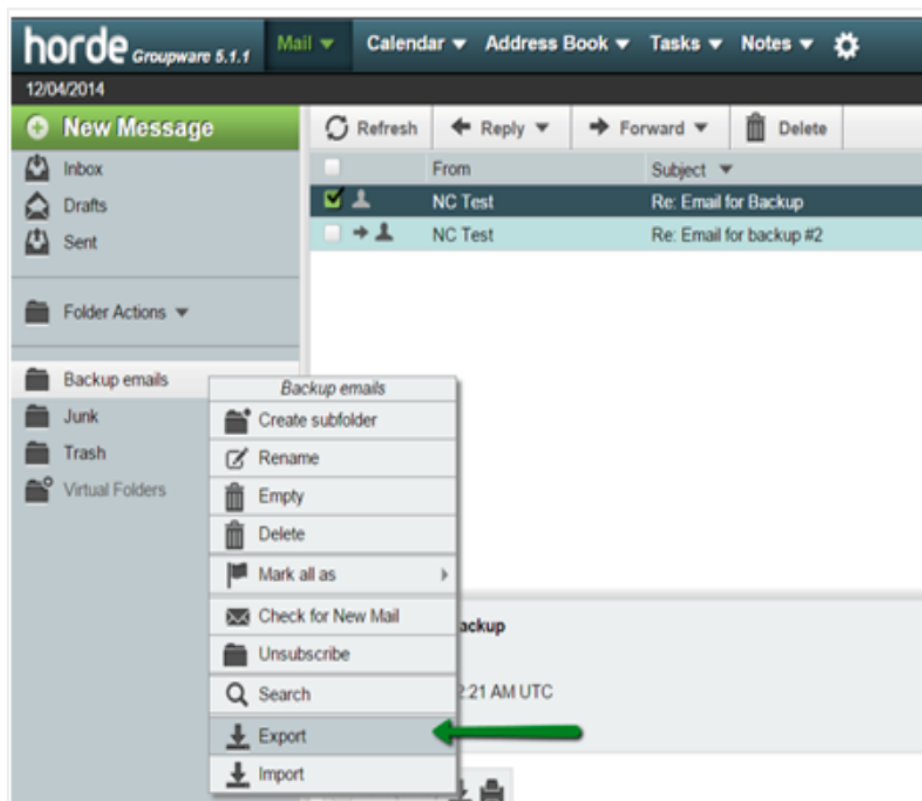 horde Groupware 5.1.1 Mail Calendar Address Book Tasks Notes
12/04/2014
New Message
Refresh Reply Forward Delete
Inbox
Drafts
Sent
Folder Actions
Backup emails
Junk
Trash
Virtual Folders
From Subject
NC Test Re: Email for Backup
NC Test Re: Email for backup #2
Backup emails
Create subfolder
Rename
Empty
Delete
Mark all as
Check for New Mail
Unsubscribe
Search
Export
Import
ackup
2:21 AM UTC